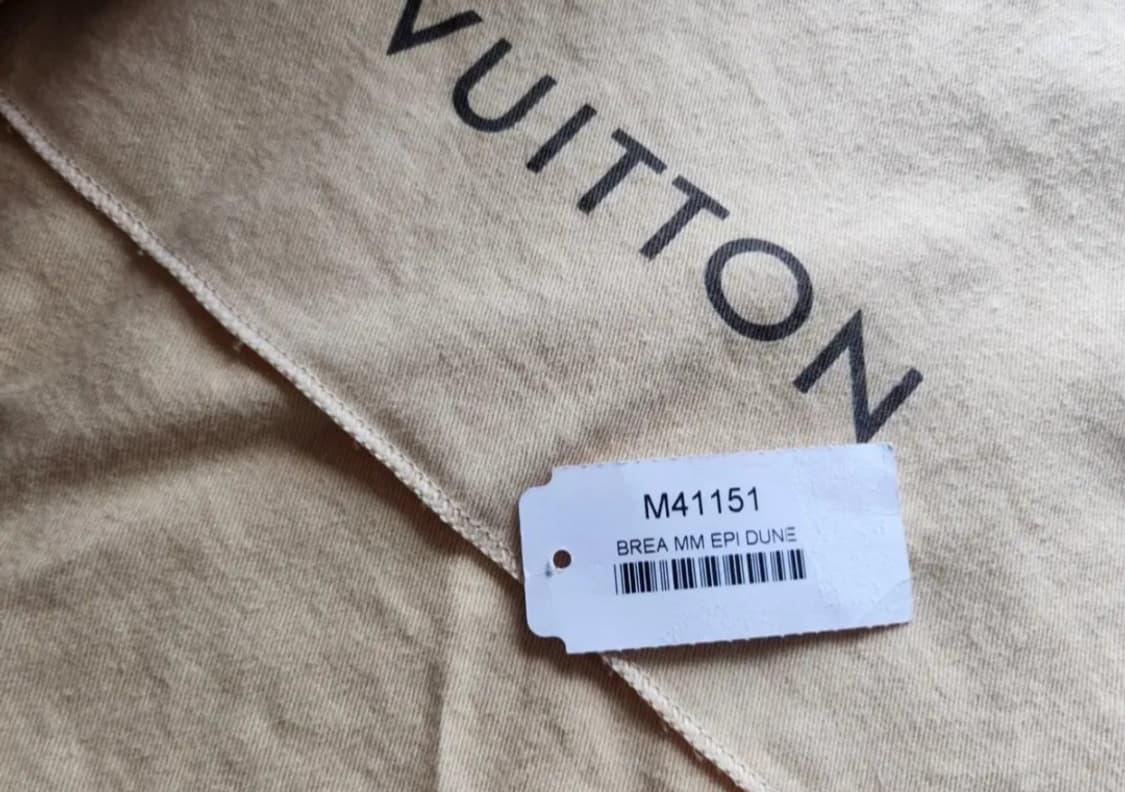 VUITTON
M41151
BREA MM EPI DUNE